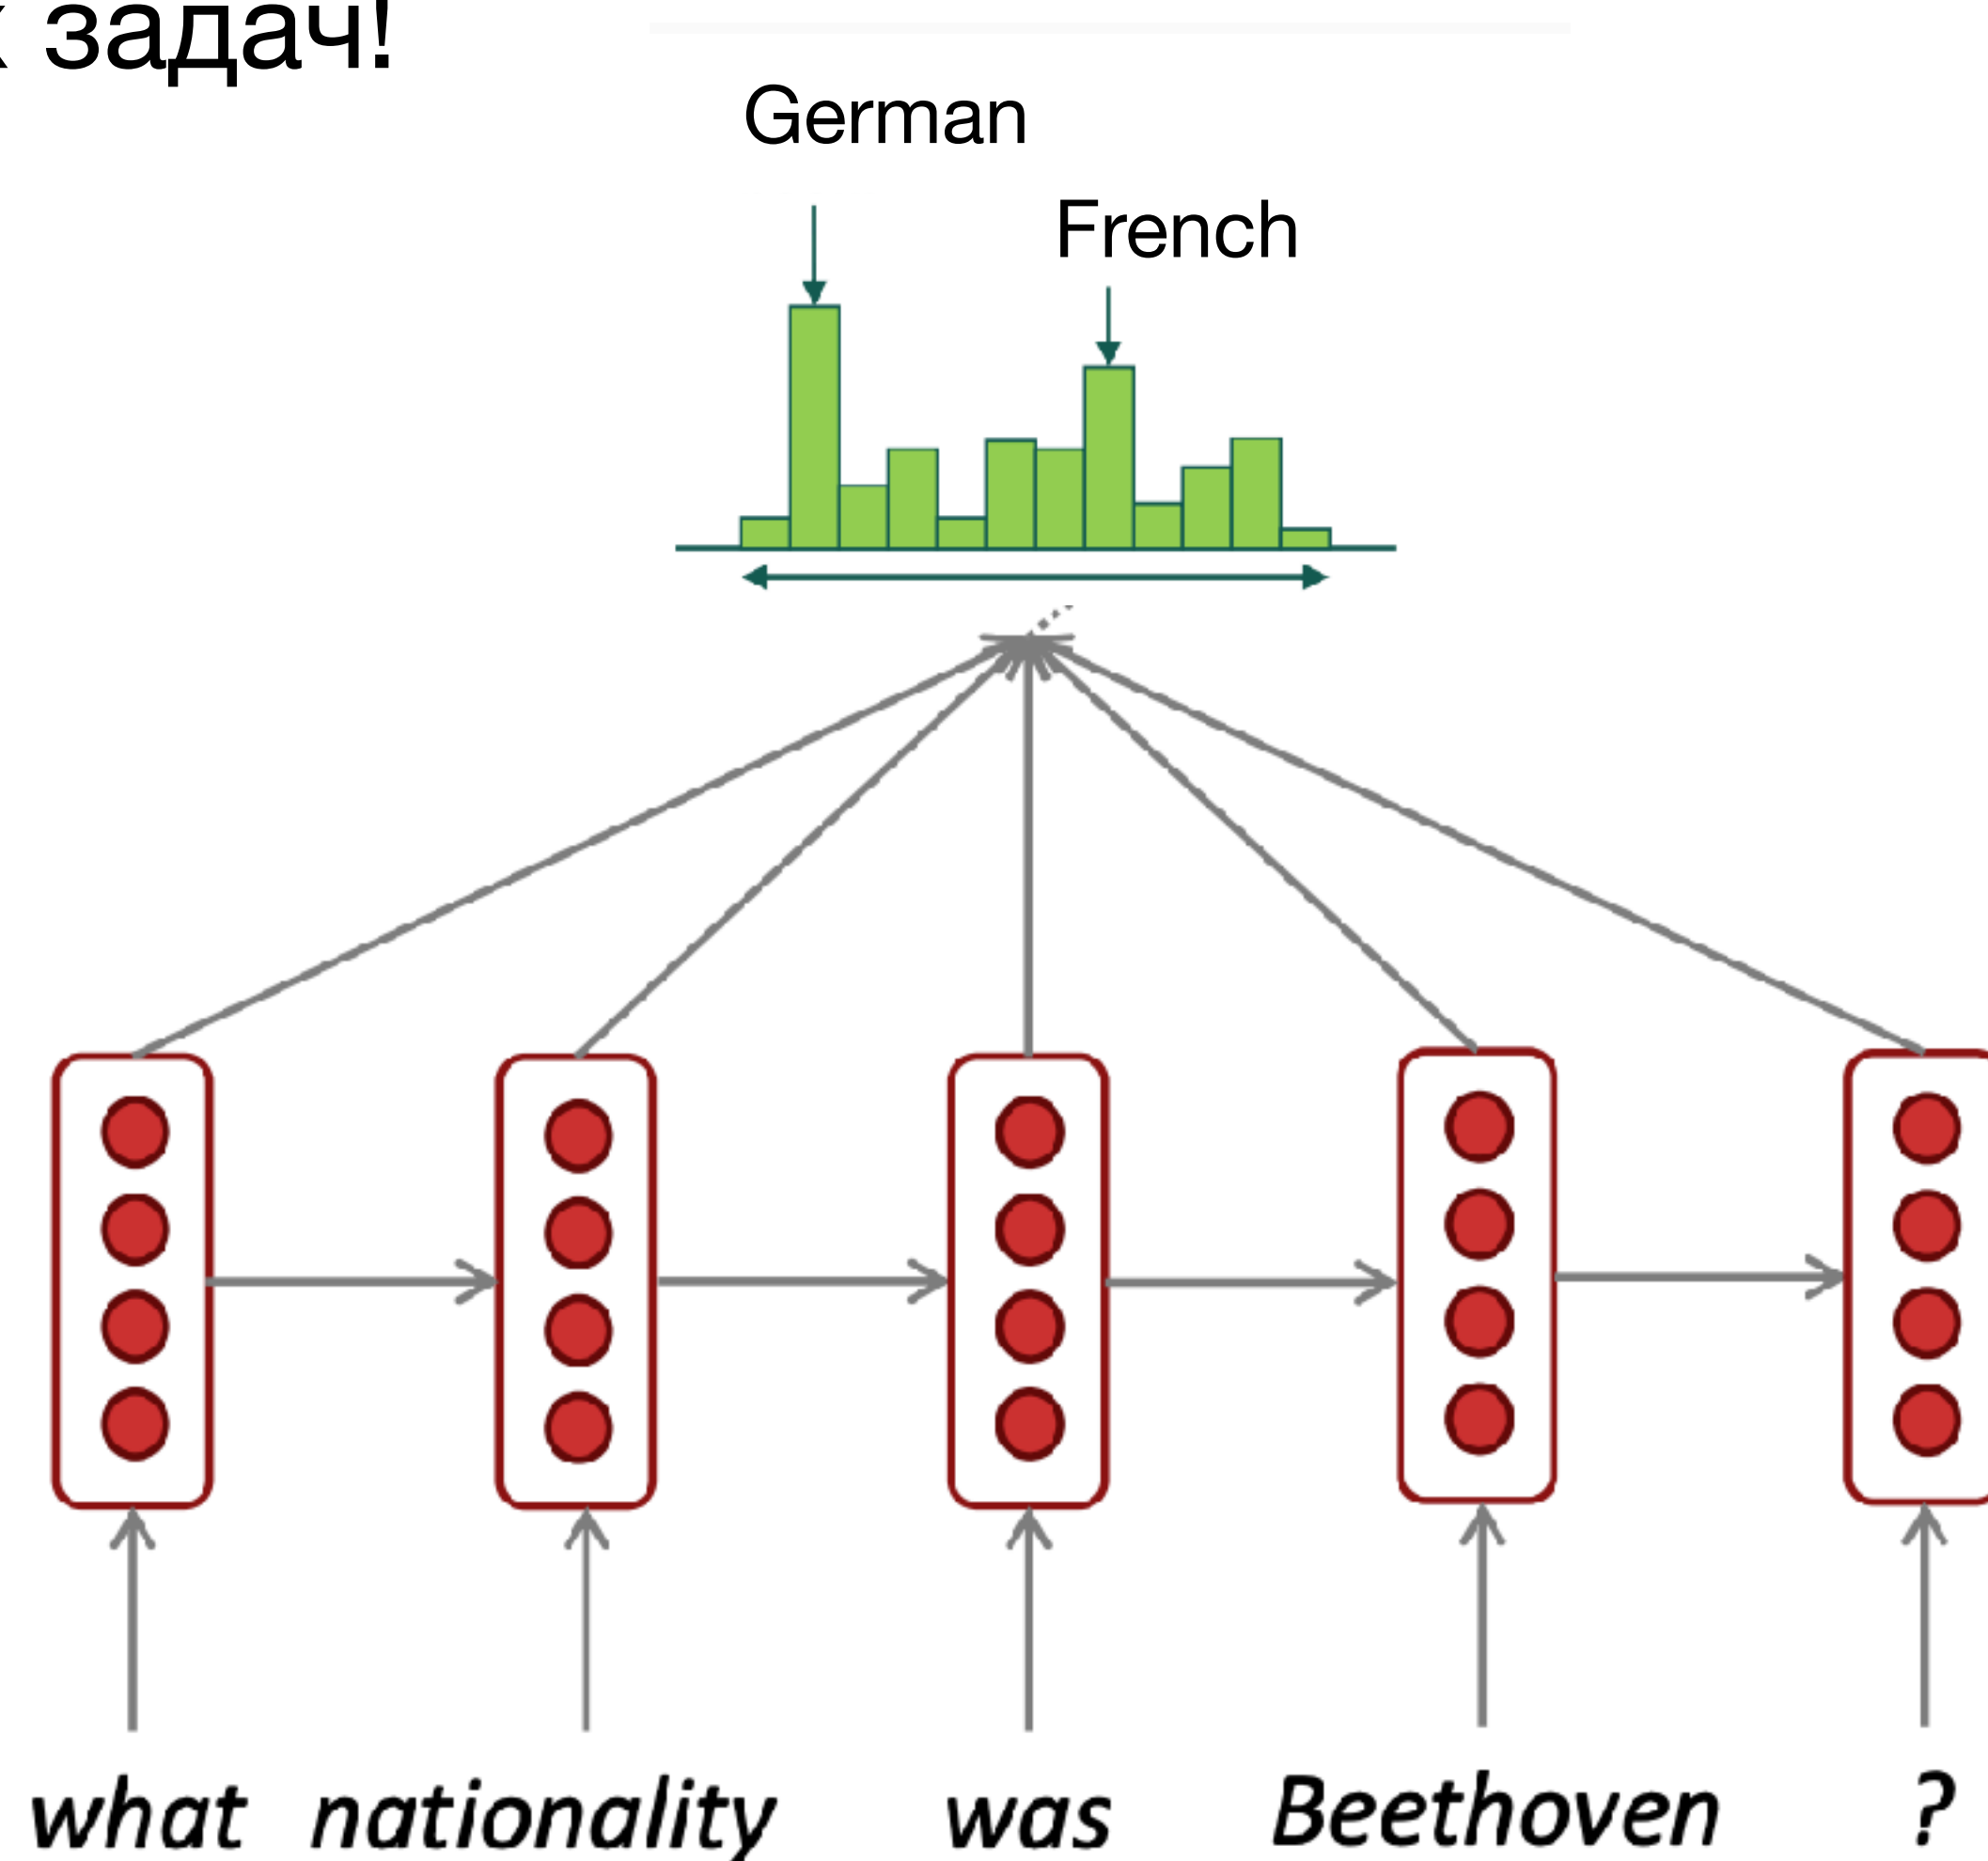 задач!
German
French
what nationality was Beethoven ?